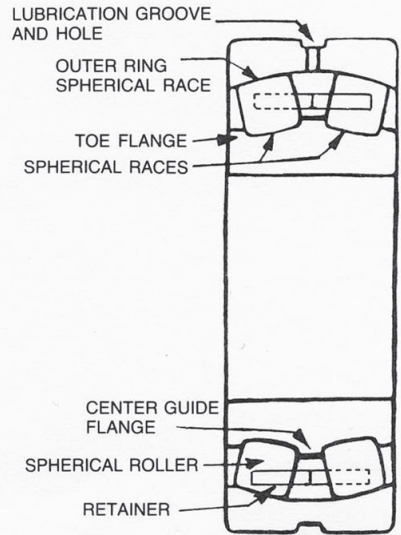 LUBRICATION GROOVE
AND HOLE
OUTER RING
SPHERICAL RACE
TOE FLANGE
SPHERICAL RACES
CENTER GUIDE
FLANGE
SPHERICAL ROLLER
RETAINER